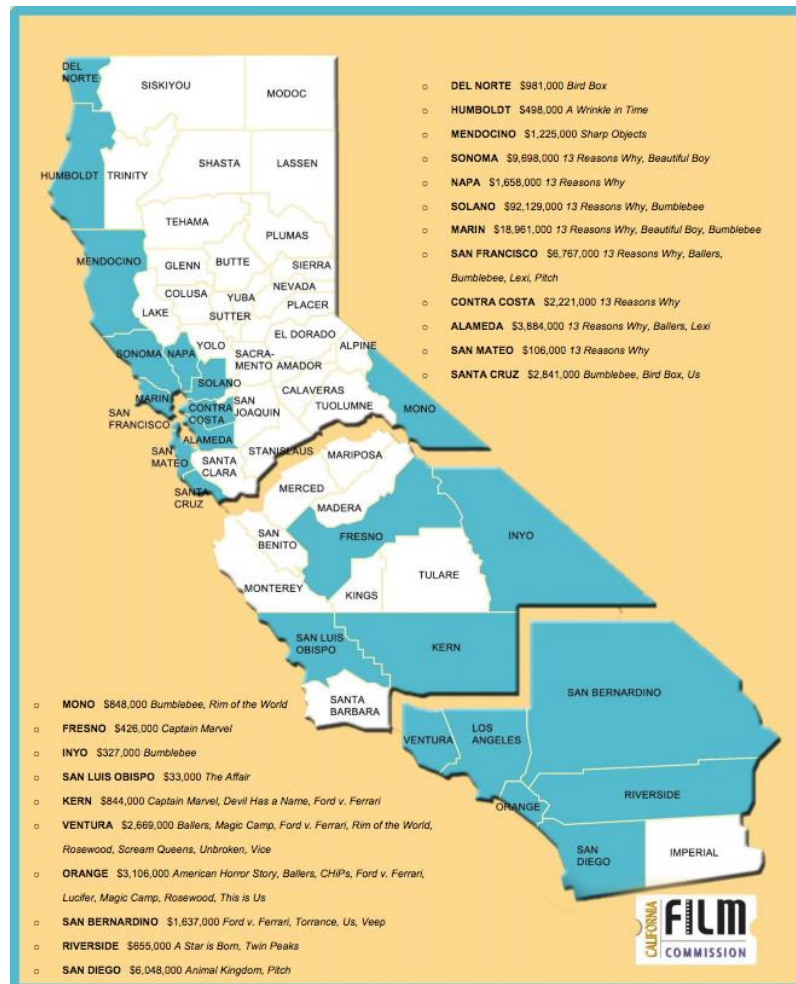 DEL
NORTE
SISKIYOU
MODOC
HUMBOLDT
TRINITY
SHASTA
LASSEN
TEHAMA
PLUMAS
MENDOCINO
GLENN
BUTTE
SIERRA
NEVADA
COLUSA
YUBA
PLACER
LAKE
SUTTER
EL DORADO
YOLO
ALPINE
SONOMA
NAPA
SACRA-
MENTO
AMADOR
SOLANO
CALAVERAS
MARIN
SAN
JOAQUIN
TUOLUMNE
MONO
CONTRA
COSTA
SAN
FRANCISCO
ALAMEDA
SAN
MATEO
SANTA
CLARA
STANISLAUS
MARIPOSA
SANTA
CRUZ
MERCED
MADERA
SAN
BENITO
FRESNO
INYO
TULARE
MONTEREY
KINGS
SAN LUIS
OBISPO
KERN
SANTA
BARBARA
SAN BERNARDINO
VENTURA
LOS
ANGELES
ORANGE
RIVERSIDE
SAN
DIEGO
IMPERIAL
DEL NORTE $981,000 Bird Box
HUMBOLDT $498,000 A Wrinkle in Time
MENDOCINO $1,225,000 Sharp Objects
SONOMA $9,698,000 13 Reasons Why, Beautiful Boy
NAPA $1,658,000 13 Reasons Why
SOLANO $92,129,000 13 Reasons Why, Bumblebee
MARIN $18,961,000 13 Reasons Why, Beautiful Boy, Bumblebee
SAN FRANCISCO $6,767,000 13 Reasons Why, Ballers,
Bumblebee, Lexi, Pitch
CONTRA COSTA $2,221,000 13 Reasons Why
ALAMEDA $3,884,000 13 Reasons Why, Ballers, Lexi
SAN MATEO $106,000 13 Reasons Why
SANTA CRUZ $2,841,000 Bumblebee, Bird Box, Us
MONO $848,000 Bumblebee, Rim of the World
FRESNO $426,000 Captain Marvel
INYO $327,000 Bumblebee
SAN LUIS OBISPO $33,000 The Affair
KERN $844,000 Captain Marvel, Devil Has a Name, Ford v. Ferrari
VENTURA $2,669,000 Ballers, Magic Camp, Ford v. Ferrari, Rim of the World,
Rosewood, Scream Queens, Unbroken, Vice
ORANGE $3,106,000 American Horror Story, Ballers, CHiPs, Ford v. Ferrari,
Lucifer, Magic Camp, Rosewood, This is Us
SAN BERNARDINO $1,637,000 Ford v. Ferrari, Torrance, Us, Veep
RIVERSIDE $655,000 A Star is Born, Twin Peaks
SAN DIEGO $6,048,000 Animal Kingdom, Pitch
CALIFORNIA
FILM
COMMISSION